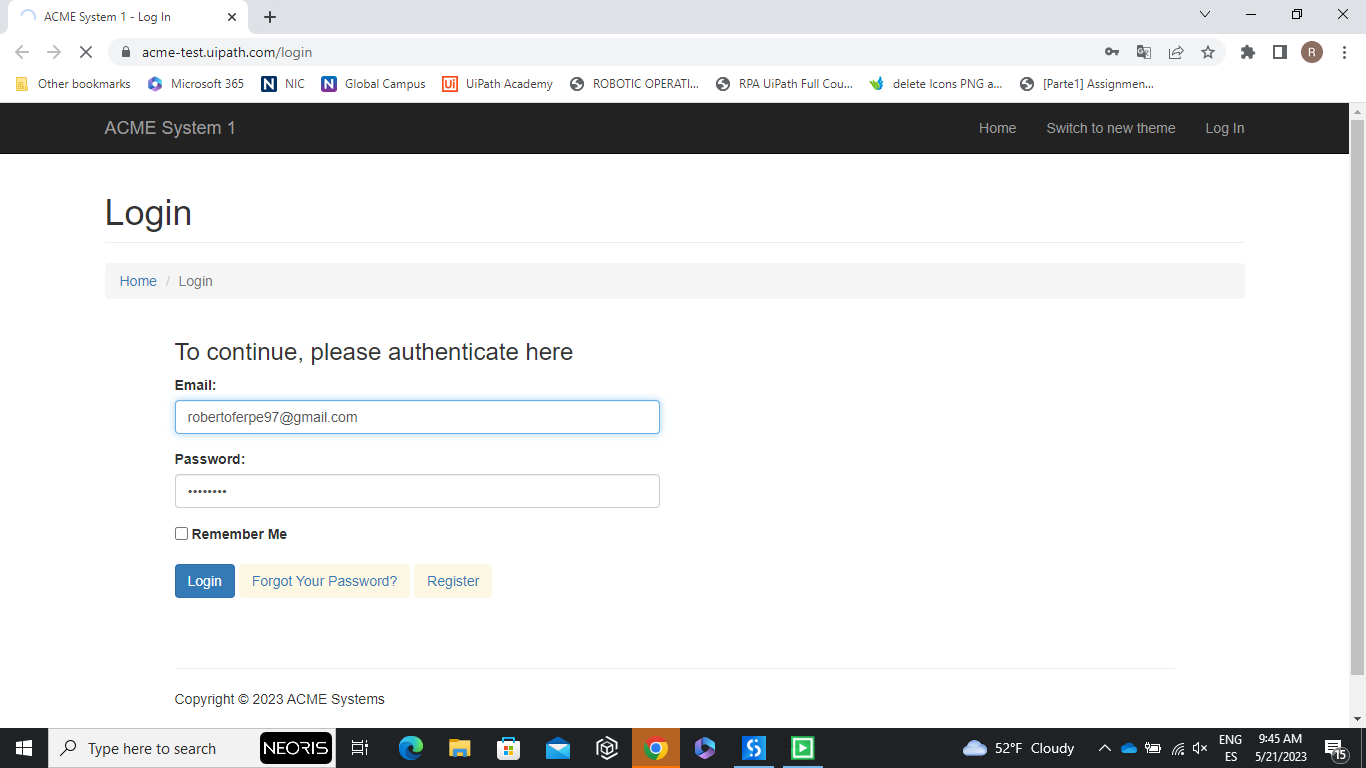 ACME System 1 - Log In
acme-test.uipath.com/login
R
Other bookmarks Microsoft 365 NIC Global Campus UiPath Academy ROBOTIC OPERATI... RPA UiPath Full Cou... delete Icons PNG a... [Parte1] Assignmen...
ACME System 1 Home Switch to new theme Log In
Login
Home / Login
To continue, please authenticate here
Email:
robertoferpe97@gmail.com
Password:
••••••••
Remember Me
Login Forgot Your Password? Register
Copyright © 2023 ACME Systems
Type here to search NEORIS 52°F Cloudy ENG 9:45 AM
ES 5/21/2023 15